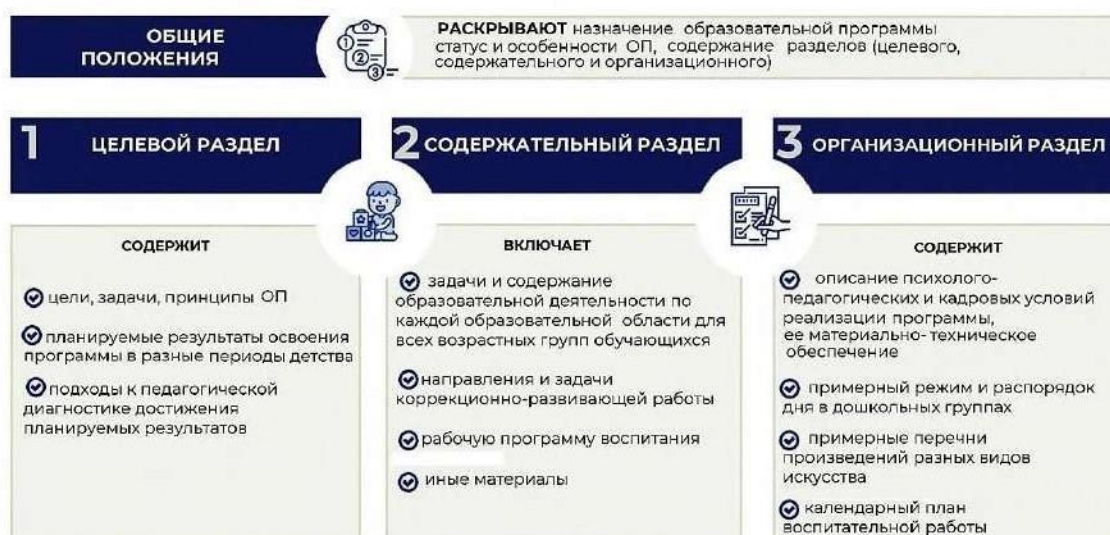 ОБЩИЕ
ПОЛОЖЕНИЯ
1
2
3
РАСКРЫВАЮТ назначение образовательной программы
статус и особенности ОП, содержание разделов (целевого,
содержательного и организационного)
1 ЦЕЛЕВОЙ РАЗДЕЛ
СОДЕРЖИТ
цели, задачи, принципы ОП
планируемые результаты освоения
программы в разные периоды детства
подходы к педагогической
диагностике достижения
планируемых результатов
2 СОДЕРЖАТЕЛЬНЫЙ РАЗДЕЛ
ВКЛЮЧАЕТ
задачи и содержание
образовательной деятельности по
каждой образовательной области для
всех возрастных групп обучающихся
направления и задачи
коррекционно-развивающей работы
рабочую программу воспитания
иные материалы
3 ОРГАНИЗАЦИОННЫЙ РАЗДЕЛ
СОДЕРЖИТ
описание психолого-
педагогических и кадровых условий
реализации программы,
ее материально-техническое
обеспечение
примерный режим и распорядок
дня в дошкольных группах
примерные перечни
произведений разных видов
искусства
календарный план
воспитательной работы